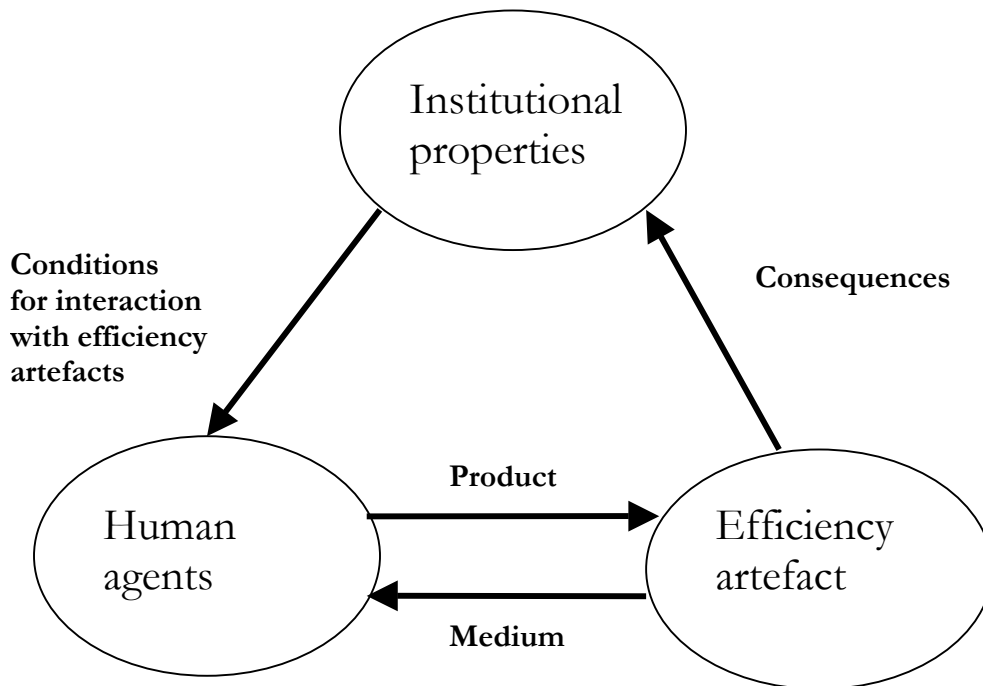 Institutional
properties
Conditions
for interaction
with efficiency
artefacts
Consequences
Product
Human
agents
Efficiency
artefact
Medium